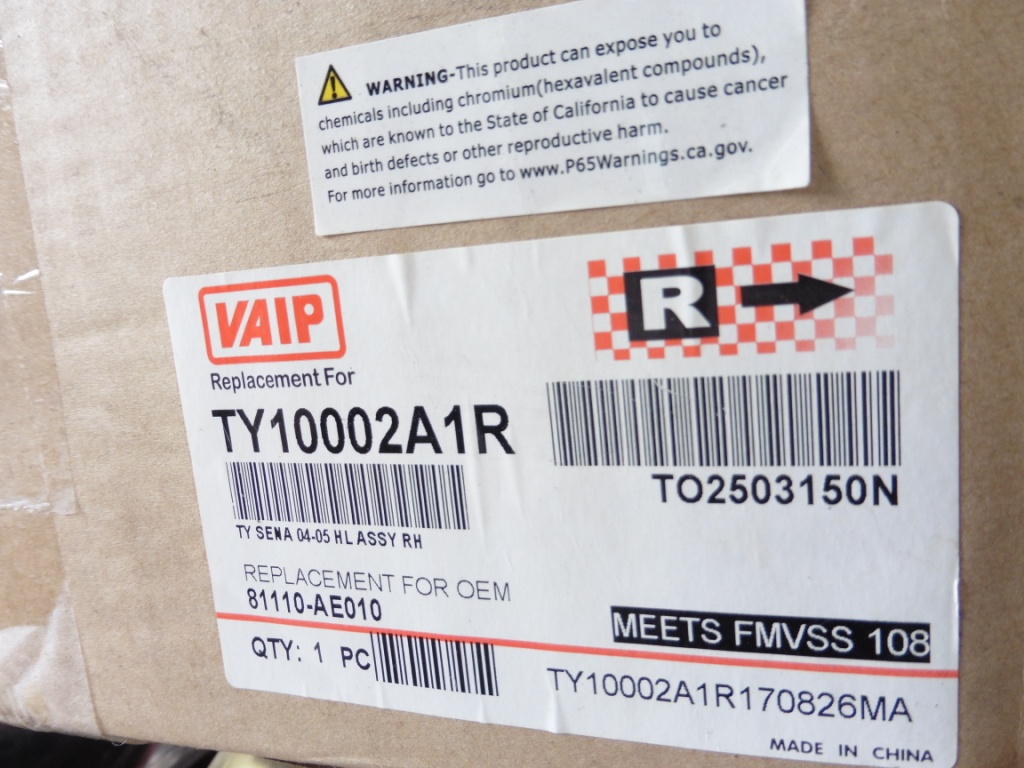 WARNING-This product can expose you to
chemicals including chromium(hexavalent compounds),
which are known to the State of California to cause cancer
and birth defects or other reproductive harm.
For more information go to www.P65Warnings.ca.gov.
VAIP
R
Replacement For
TY10002A1R
TO2503150N
TY SENA 04-05 HL ASSY RH
REPLACEMENT FOR OEM
81110-AE010
MEETS FMVSS 108
QTY: 1 PC
TY10002A1R170826MA
MADE IN CHINA